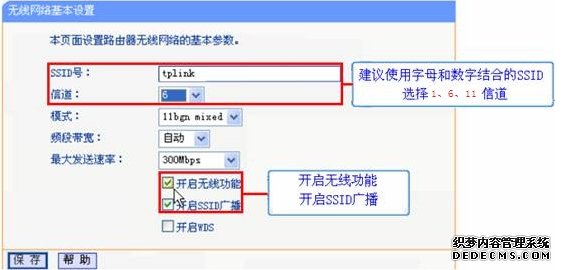 无线网络基本设置
本页面设置路由器无线网络的基本参数。
SSID号： tplink
信道： 6
模式： 11bgn mixed
频段带宽： 自动
最大发送速率： 300Mbps
开启无线功能
开启SSID广播
开启WDS
保存 帮助
建议使用字母和数字结合的SSID
选择1、6、11 信道
开启无线功能
开启SSID广播
织梦内容管理系统
DEDECMS.COM